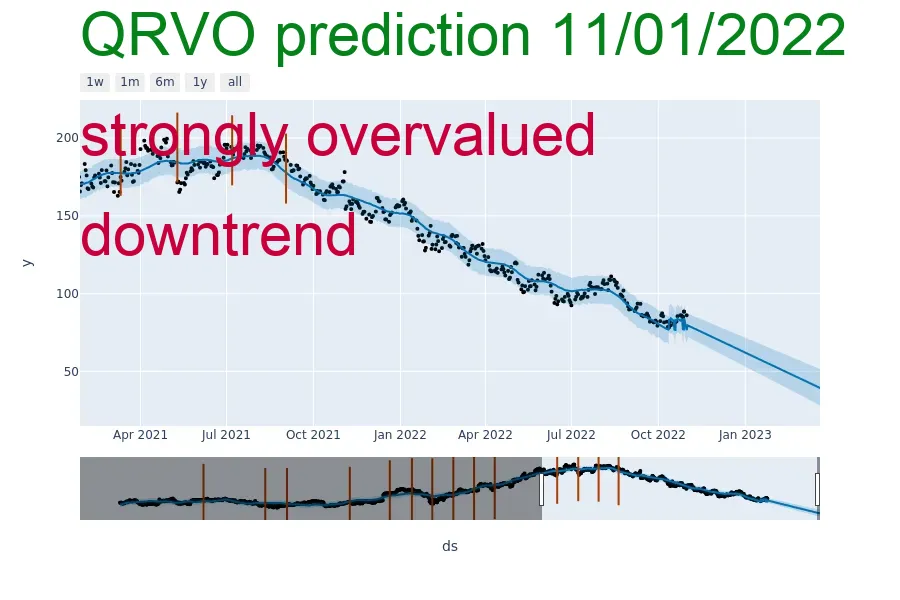 QRVO prediction 11/01/2022
1w 1m 6m 1y all
strongly overvalued
downtrend
200
150
100
50
y
Apr 2021 Jul 2021 Oct 2021 Jan 2022 Apr 2022 Jul 2022 Oct 2022 Jan 2023
ds